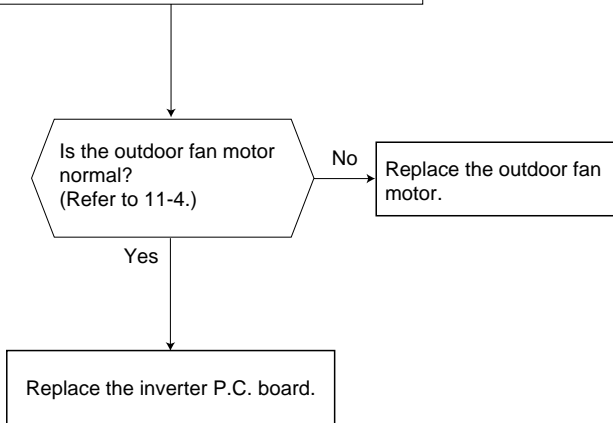 Is the outdoor fan motor
normal?
(Refer to 11-4.)
No
Replace the outdoor fan
motor.
Yes
Replace the inverter P.C. board.